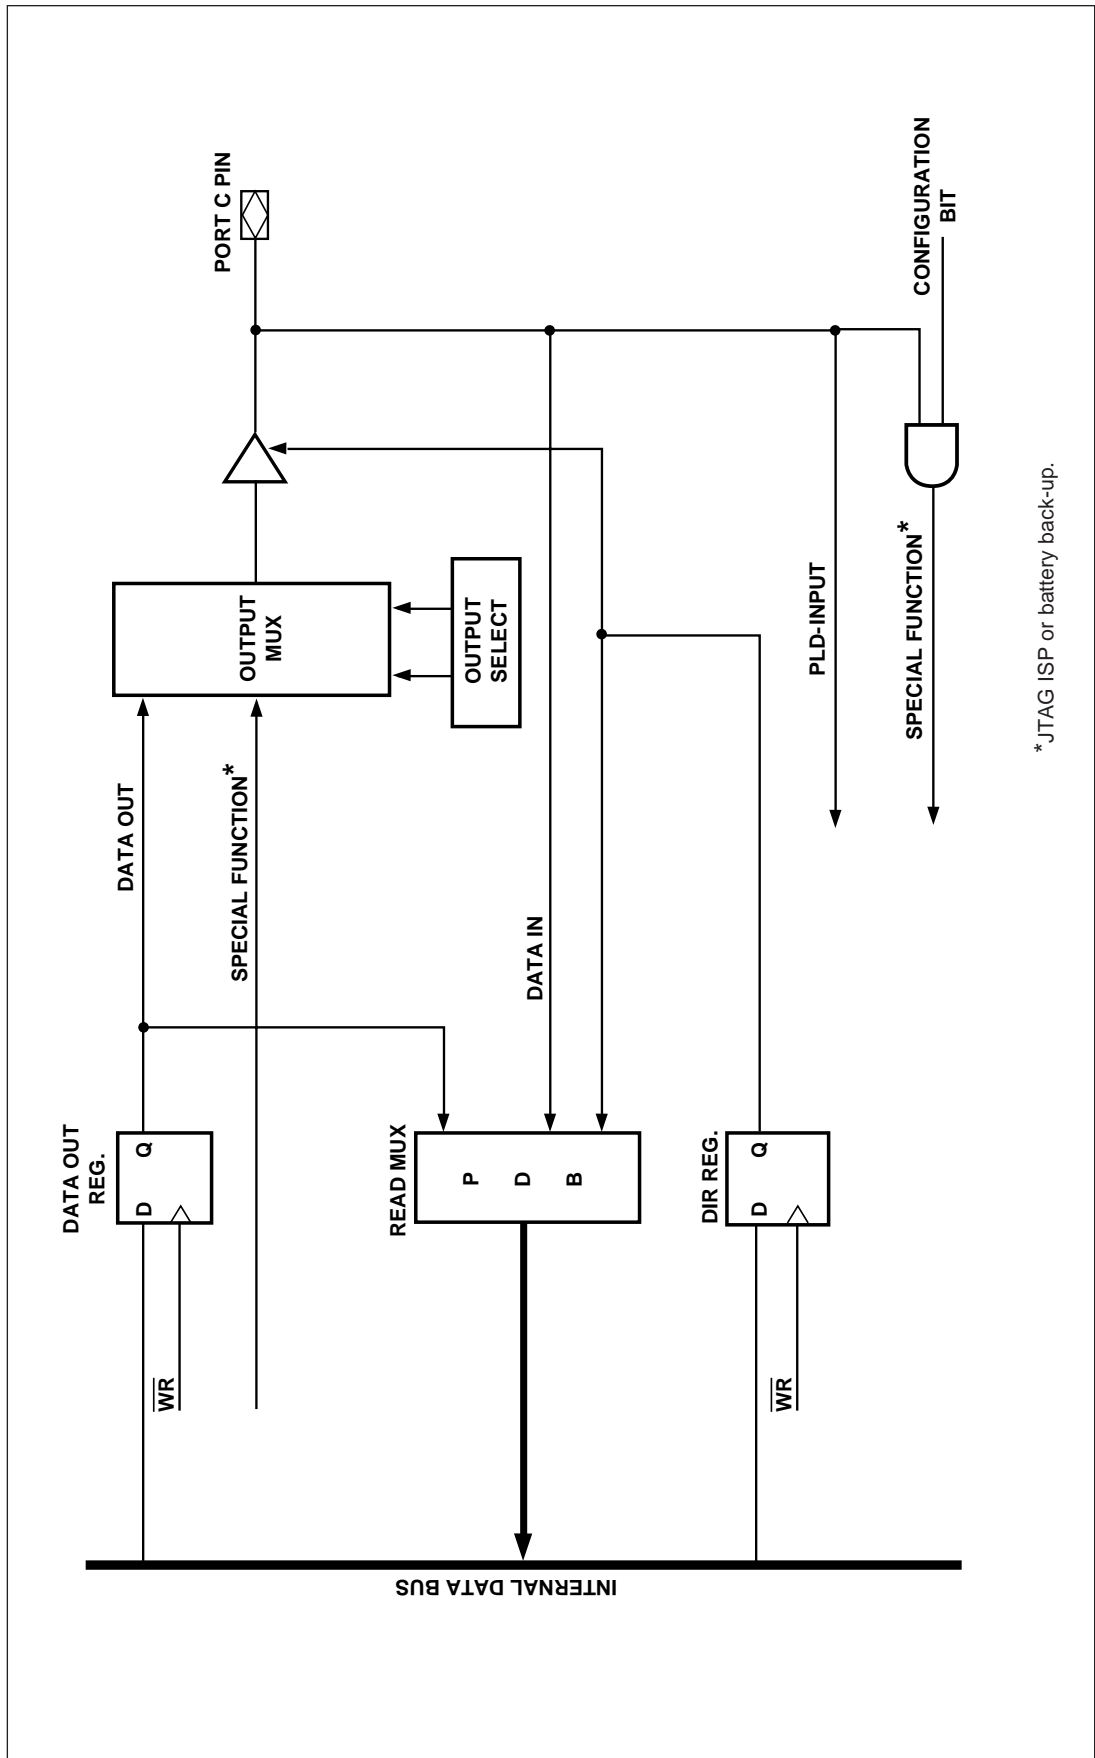 DATA OUT
REG.
D
Q
WR
DATA OUT
SPECIAL FUNCTION*
OUTPUT
MUX
PORT C PIN
INTERNAL DATA BUS
READ MUX
P
D
B
DATA IN
OUTPUT
SELECT
DIR REG.
D
Q
WR
PLD-INPUT
SPECIAL FUNCTION*
CONFIGURATION
BIT
*JTAG ISP or battery back-up.